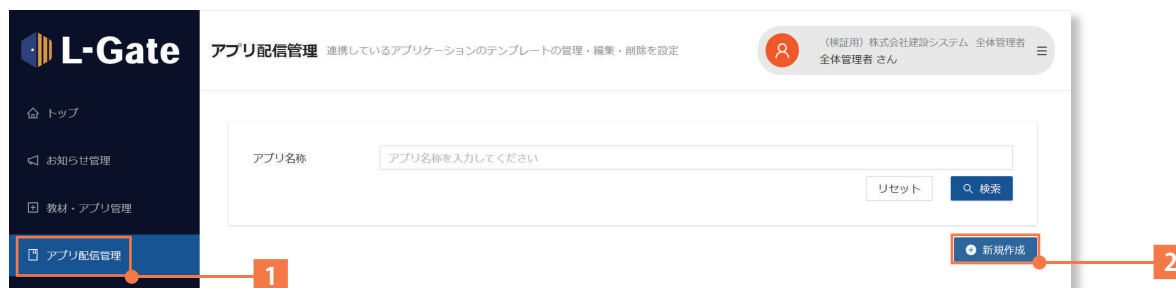 L-Gate
アプリ配信管理 連携しているアプリケーションのテンプレートの管理・編集・削除を設定
(検証用)株式会社建設システム 全体管理者
全体管理者 さん
トップ
お知らせ管理
教材・アプリ管理
アプリ配信管理
アプリ名称 アプリ名称を入力してください
リセット 検索
新規作成
1
2